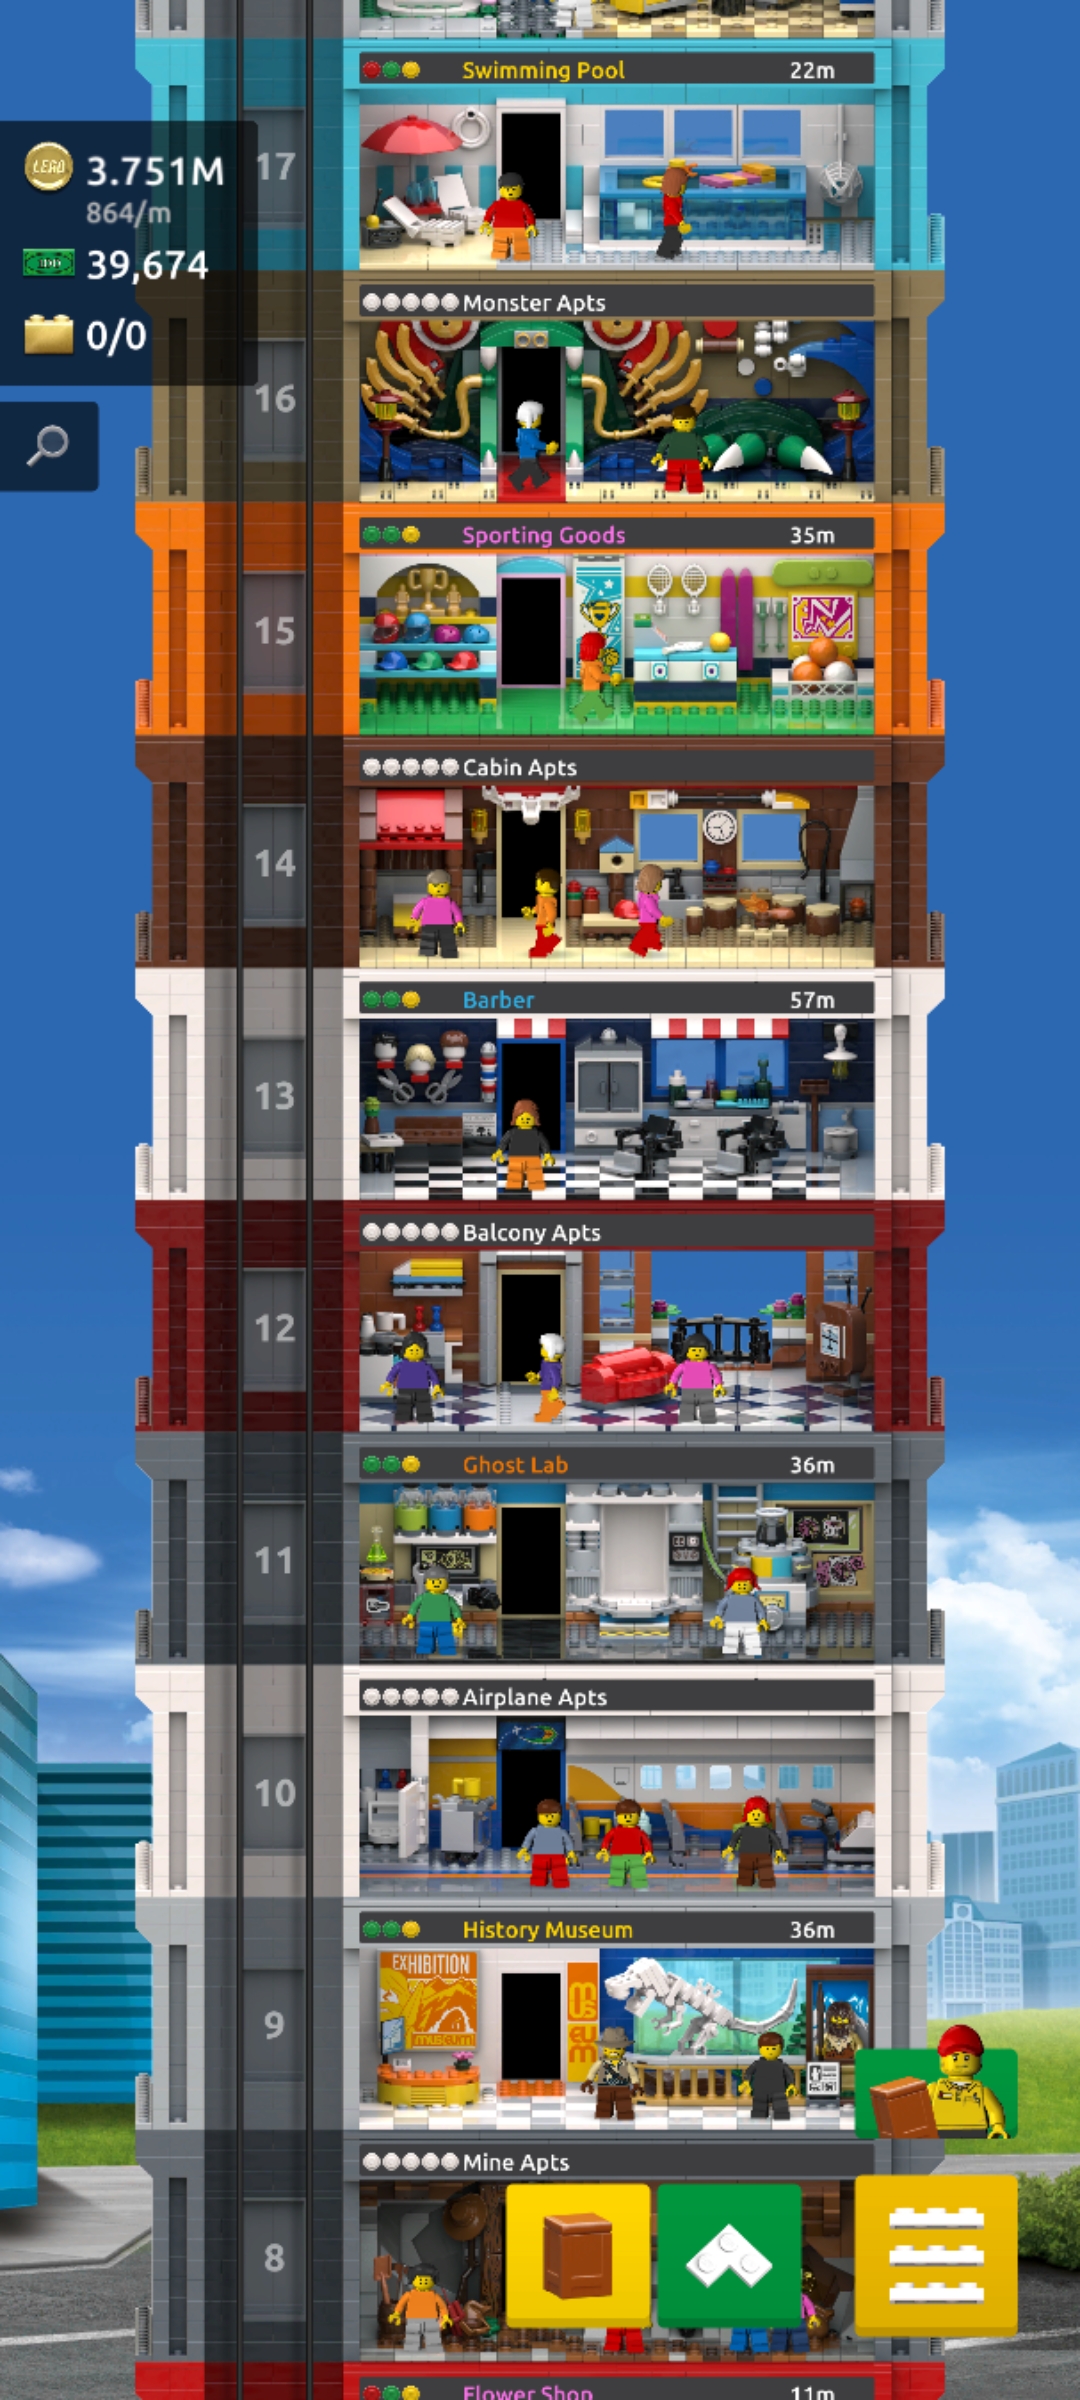 Swimming Pool 22m
17
LEGO
3.751M
864/m
39,674
0/0
Monster Apts
16
Sporting Goods 35m
15
Cabin Apts
14
Barber 57m
13
Balcony Apts
12
Ghost Lab 36m
11
Airplane Apts
10
History Museum 36m
EXHIBITION
MUSEUM
MUSEUM
9
Mine Apts
8
Flower Shop 11m